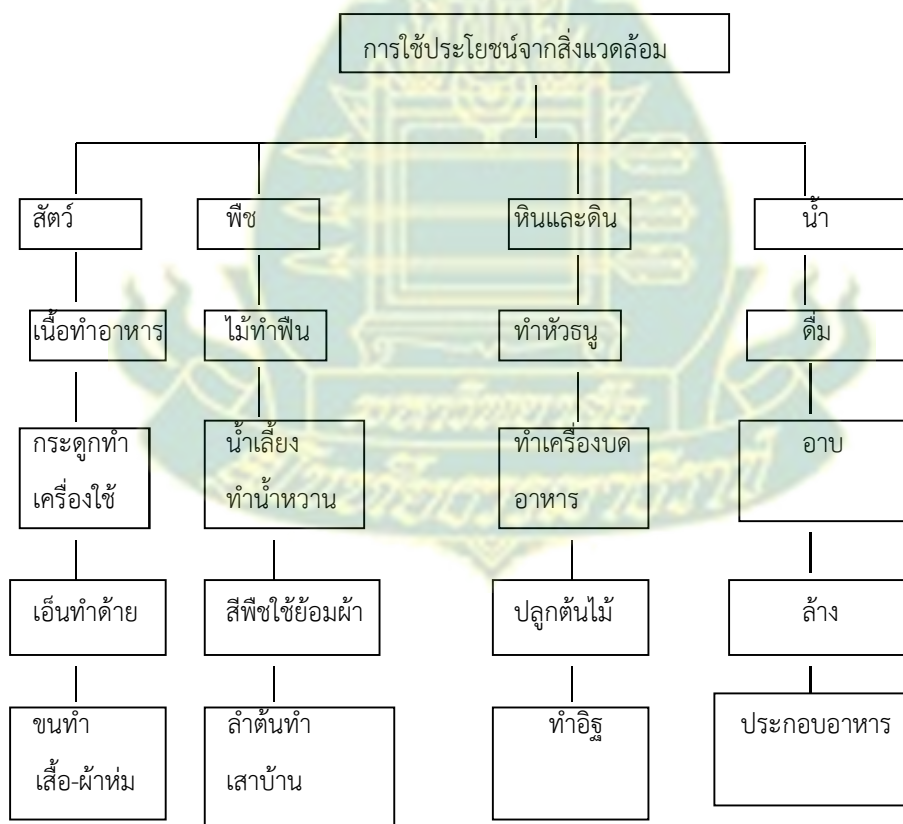 การใช้ประโยชน์จากสิ่งแวดล้อม
สัตว์
พืช
หินและดิน
น้ำ
เนื้อทำอาหาร
ไม้ทำฟืน
ทำหัวธนู
ดื่ม
กระดูกทำ
เครื่องใช้
น้ำเลี้ยง
ทำน้ำหวาน
ทำเครื่องบด
อาหาร
อาบ
เอ็นทำด้าย
สีพืชใช้ย้อมผ้า
ปลูกต้นไม้
ล้าง
ขนทำ
เสื้อ-ผ้าห่ม
ลำต้นทำ
เสาบ้าน
ทำอิฐ
ประกอบอาหาร